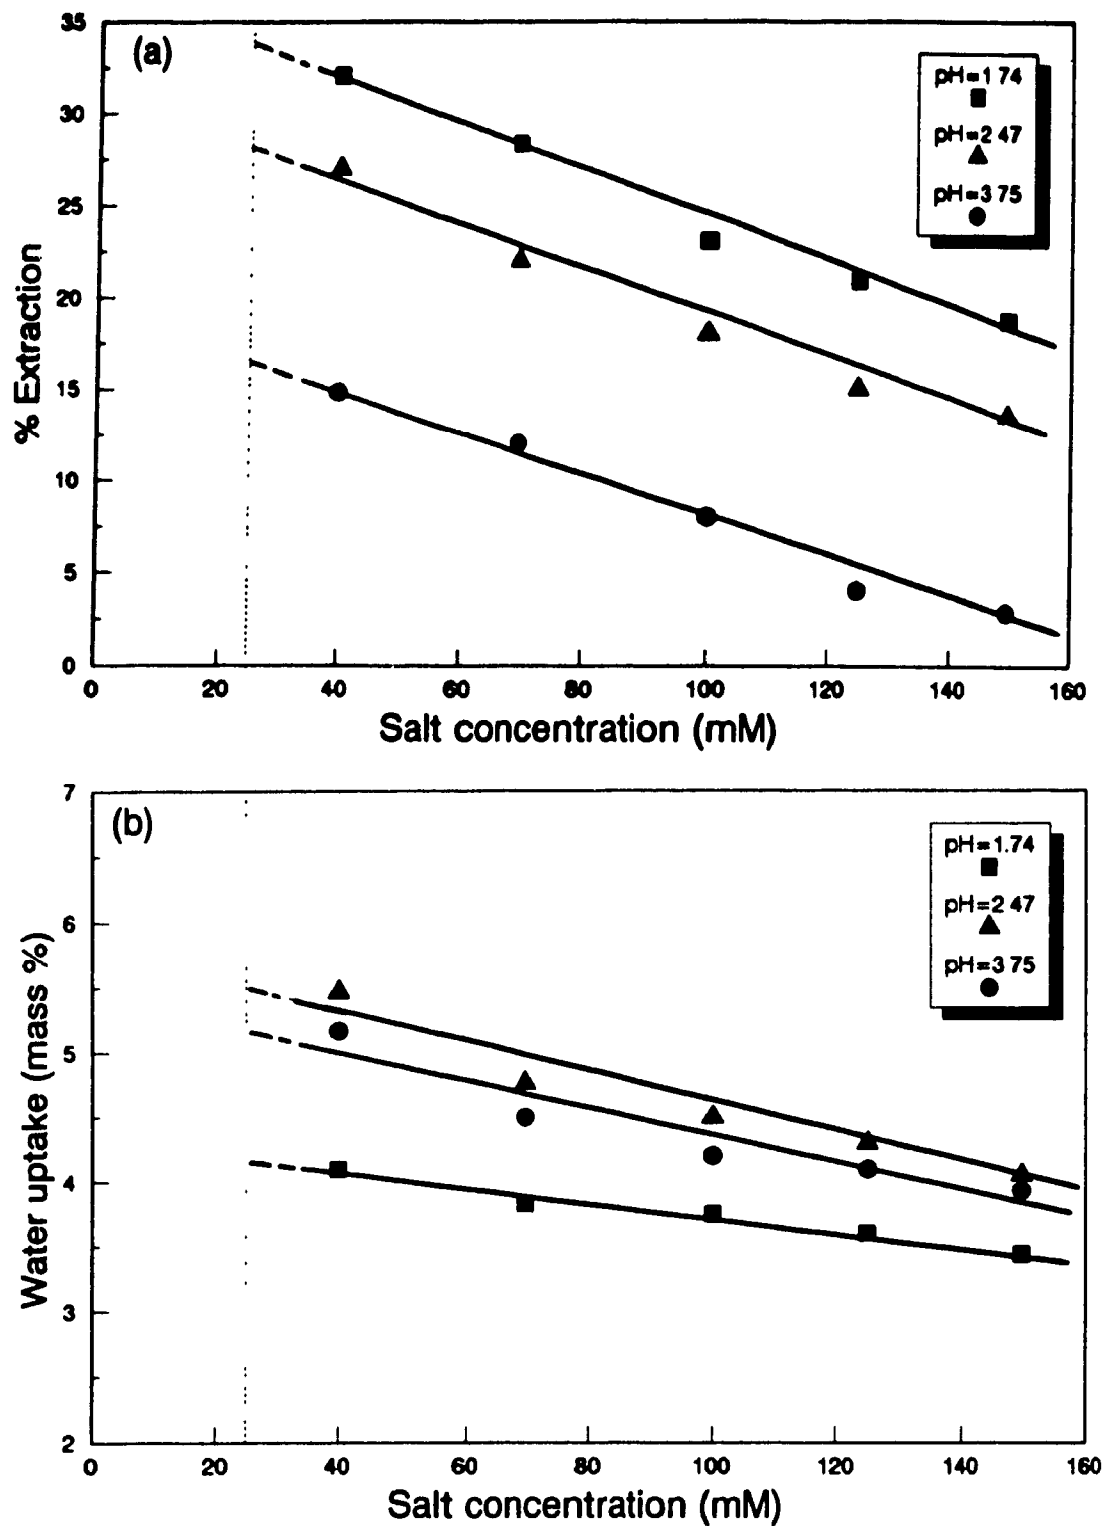 35
(a)
pH=1 74
30
pH=2 47
pH=3 75
25
20
15
10
5
0
% Extraction
0 20 40 60 80 100 120 140 160
Salt concentration (mM)
7
(b)
pH=1.74
6
pH=2 47
pH=3 75
5
4
3
2
Water uptake (mass %)
0 20 40 60 80 100 120 140 160
Salt concentration (mM)